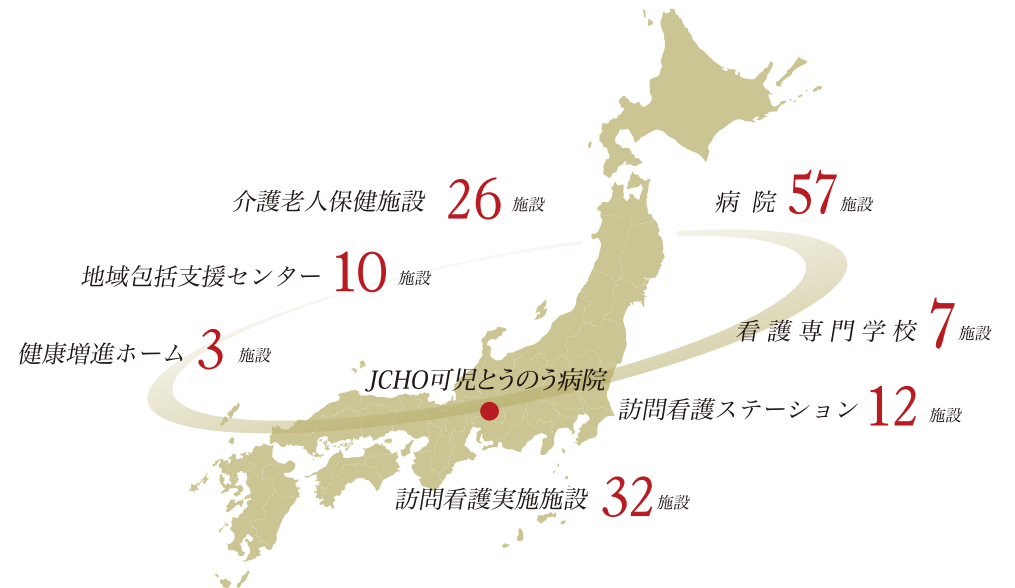 介護老人保健施設 26 施設
病院 57 施設
地域包括支援センター 10 施設
健康増進ホーム 3 施設
看護専門学校 7 施設
JCHO可児とうのう病院
訪問看護ステーション 12 施設
訪問看護実施施設 32 施設